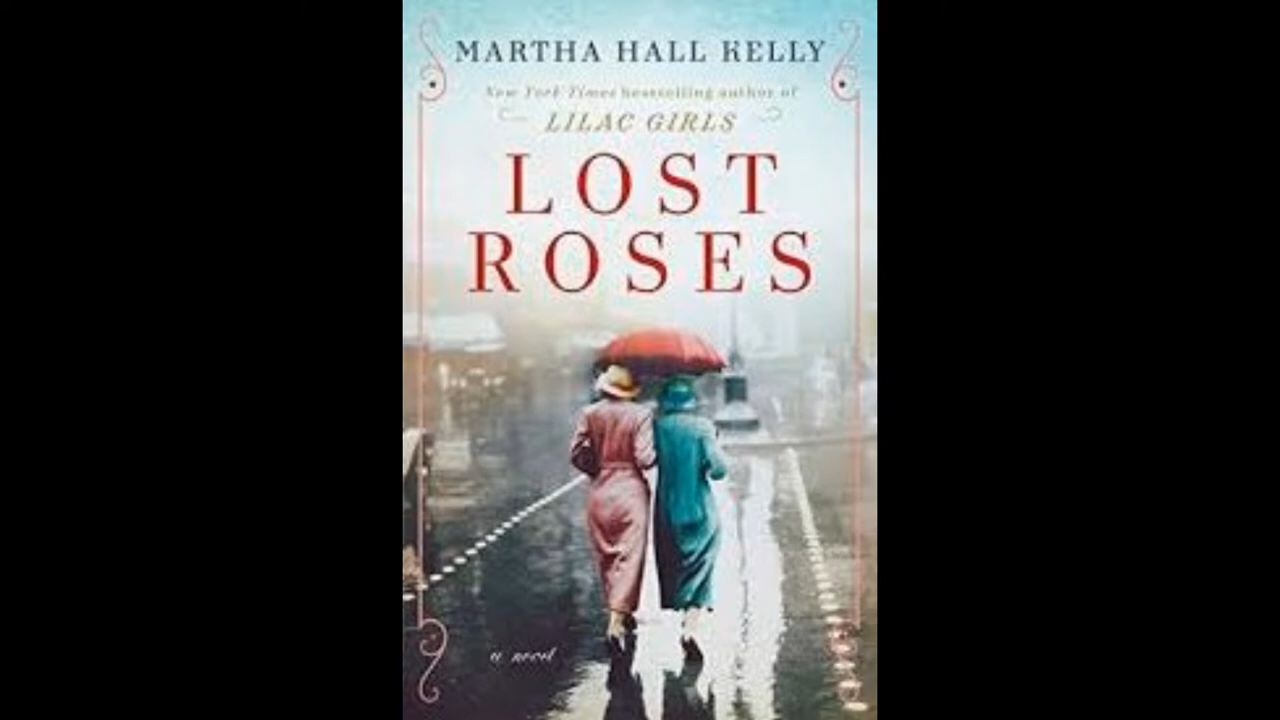 MARTHA HALL KELLY
New York Times bestselling author of
LILAC GIRLS
LOST
ROSES
a novel